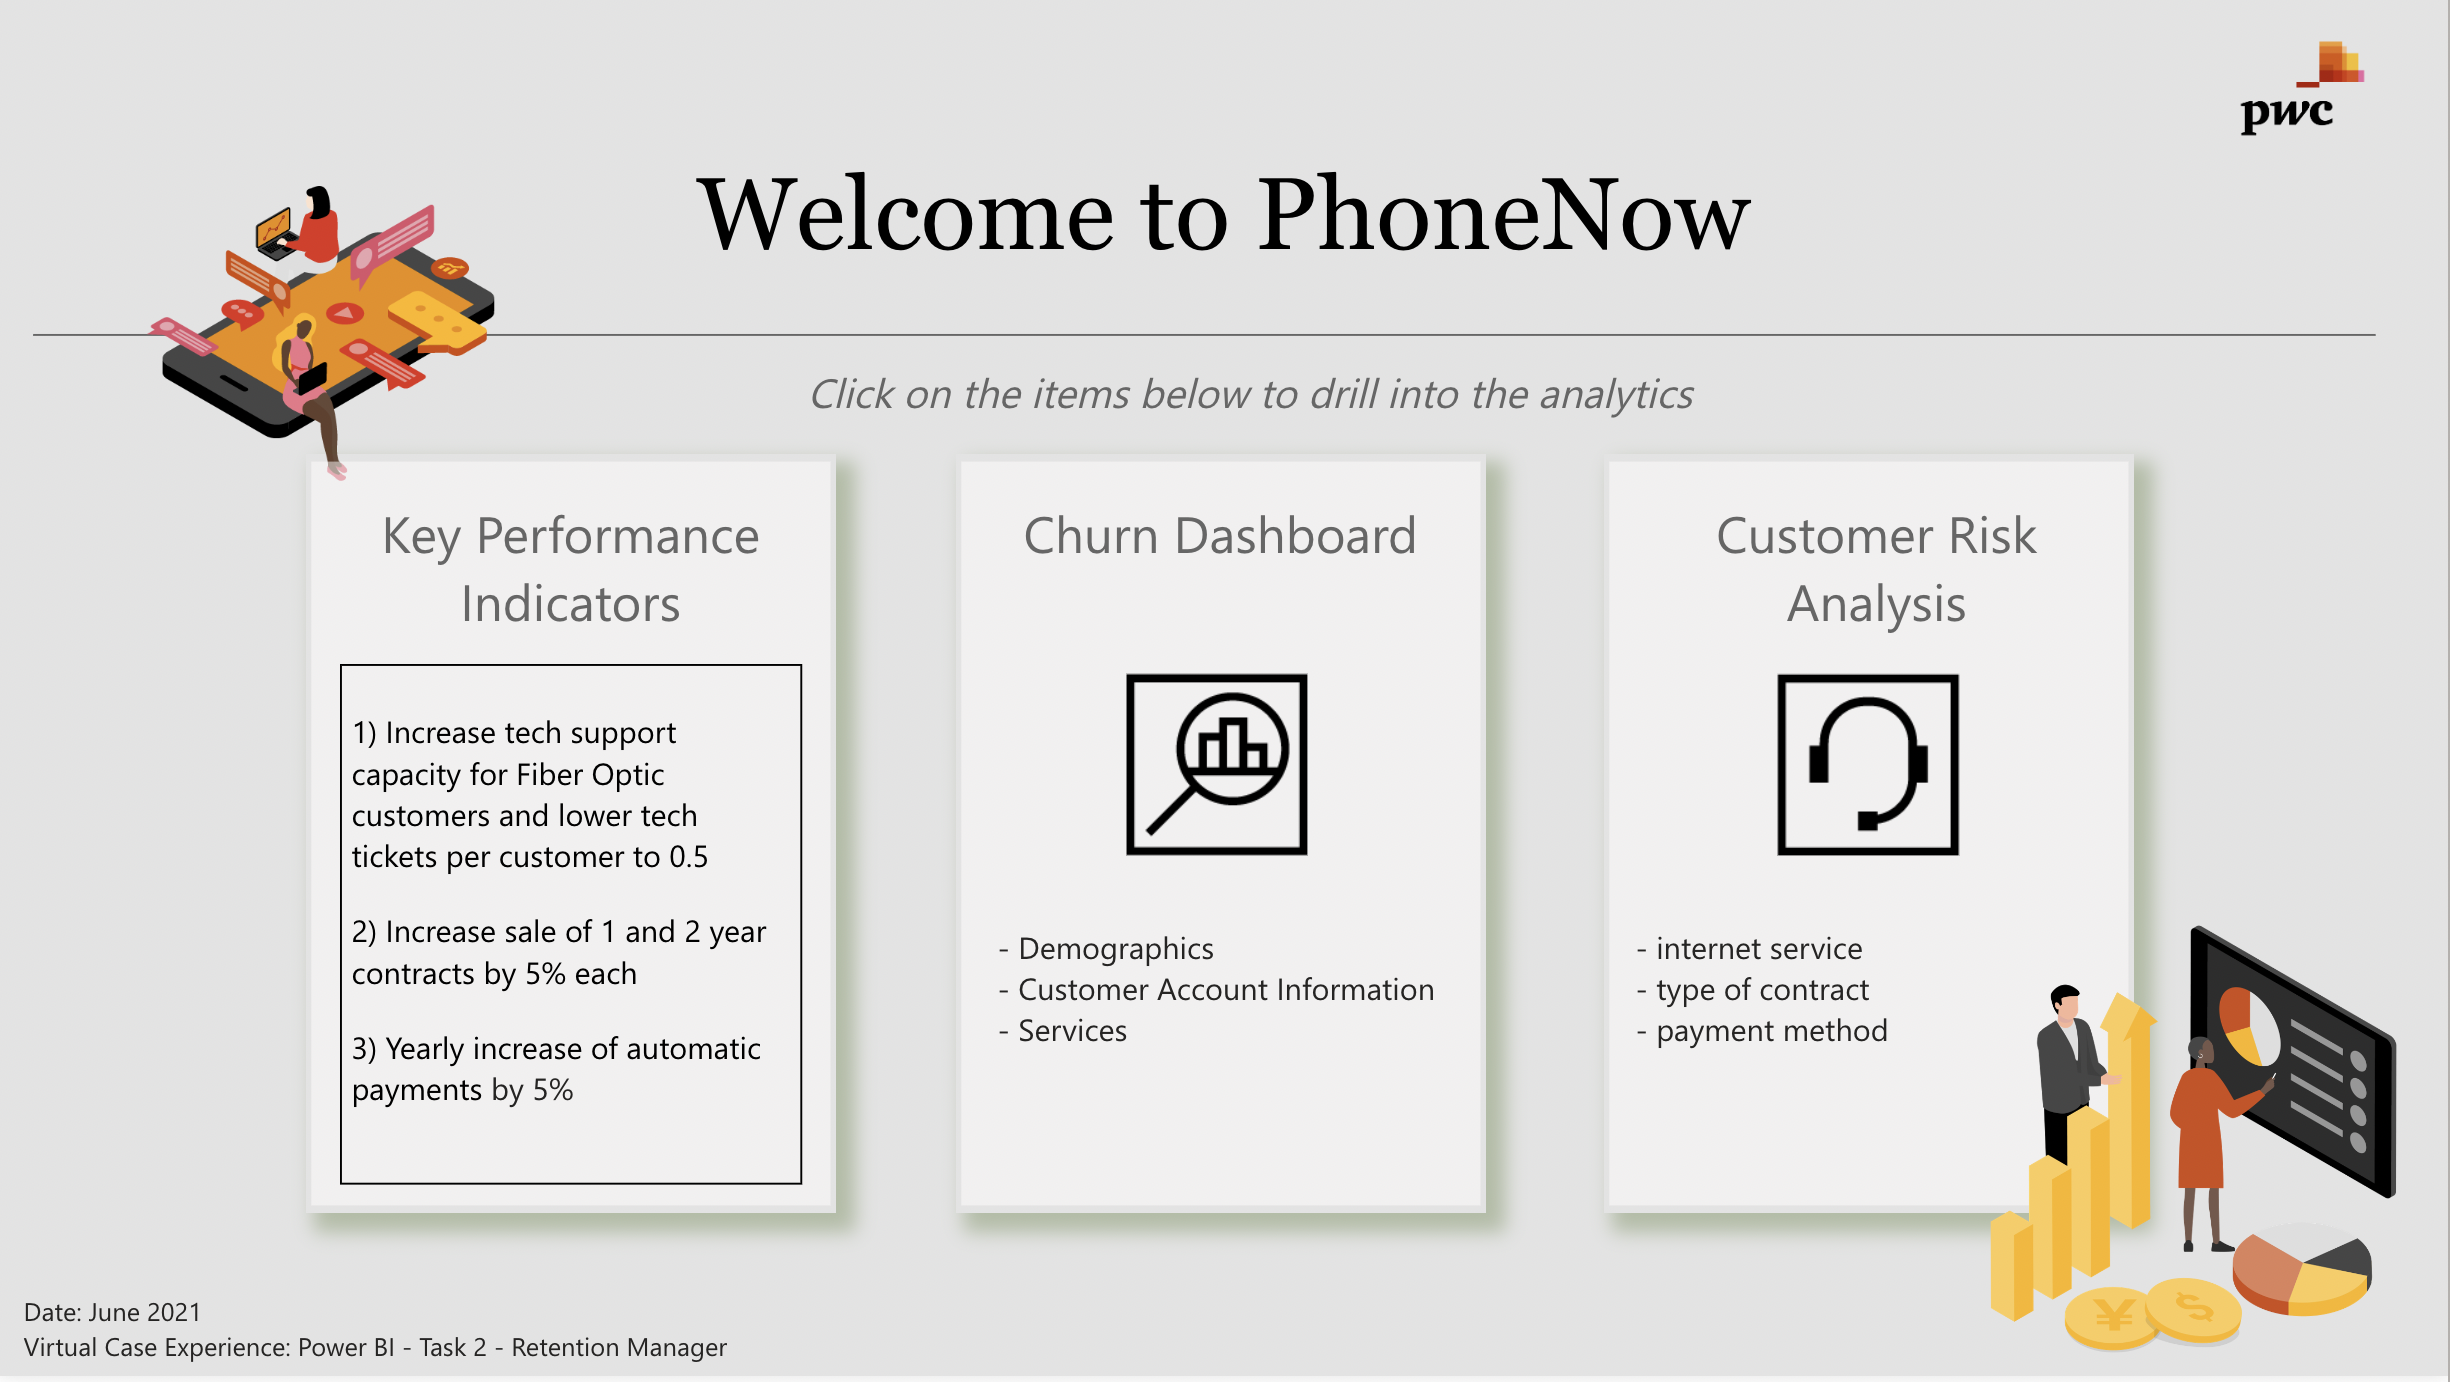 pwc
Welcome to PhoneNow
Click on the items below to drill into the analytics
Key Performance
Indicators
1) Increase tech support
capacity for Fiber Optic
customers and lower tech
tickets per customer to 0.5
2) Increase sale of 1 and 2 year
contracts by 5% each
3) Yearly increase of automatic
payments by 5%
Churn Dashboard
- Demographics
- Customer Account Information
- Services
Customer Risk
Analysis
- internet service
- type of contract
- payment method
¥
$
Date: June 2021
Virtual Case Experience: Power BI - Task 2 - Retention Manager